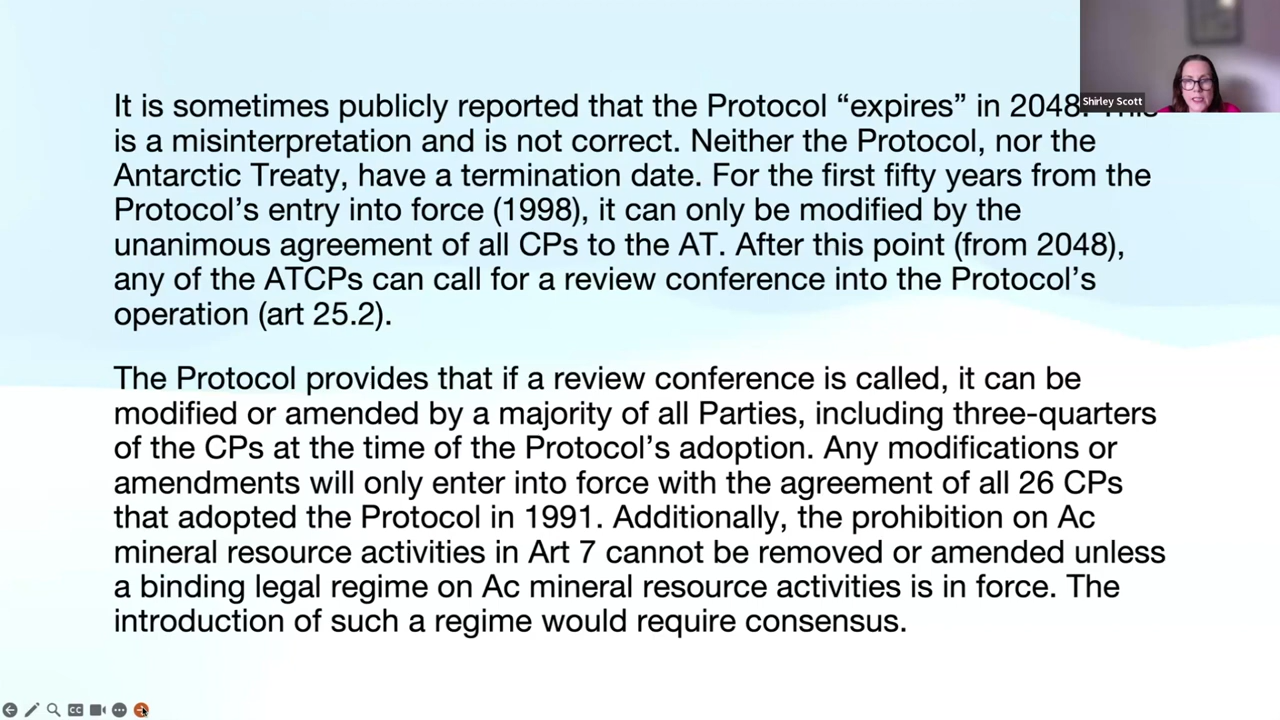 It is sometimes publicly reported that the Protocol “expires” in 2048.
is a misinterpretation and is not correct. Neither the Protocol, nor the
Antarctic Treaty, have a termination date. For the first fifty years from the
Protocol’s entry into force (1998), it can only be modified by the
unanimous agreement of all CPs to the AT. After this point (from 2048),
any of the ATCPs can call for a review conference into the Protocol’s
operation (art 25.2).
The Protocol provides that if a review conference is called, it can be
modified or amended by a majority of all Parties, including three-quarters
of the CPs at the time of the Protocol’s adoption. Any modifications or
amendments will only enter into force with the agreement of all 26 CPs
that adopted the Protocol in 1991. Additionally, the prohibition on Ac
mineral resource activities in Art 7 cannot be removed or amended unless
a binding legal regime on Ac mineral resource activities is in force. The
introduction of such a regime would require consensus.
Shirley Scott
CC